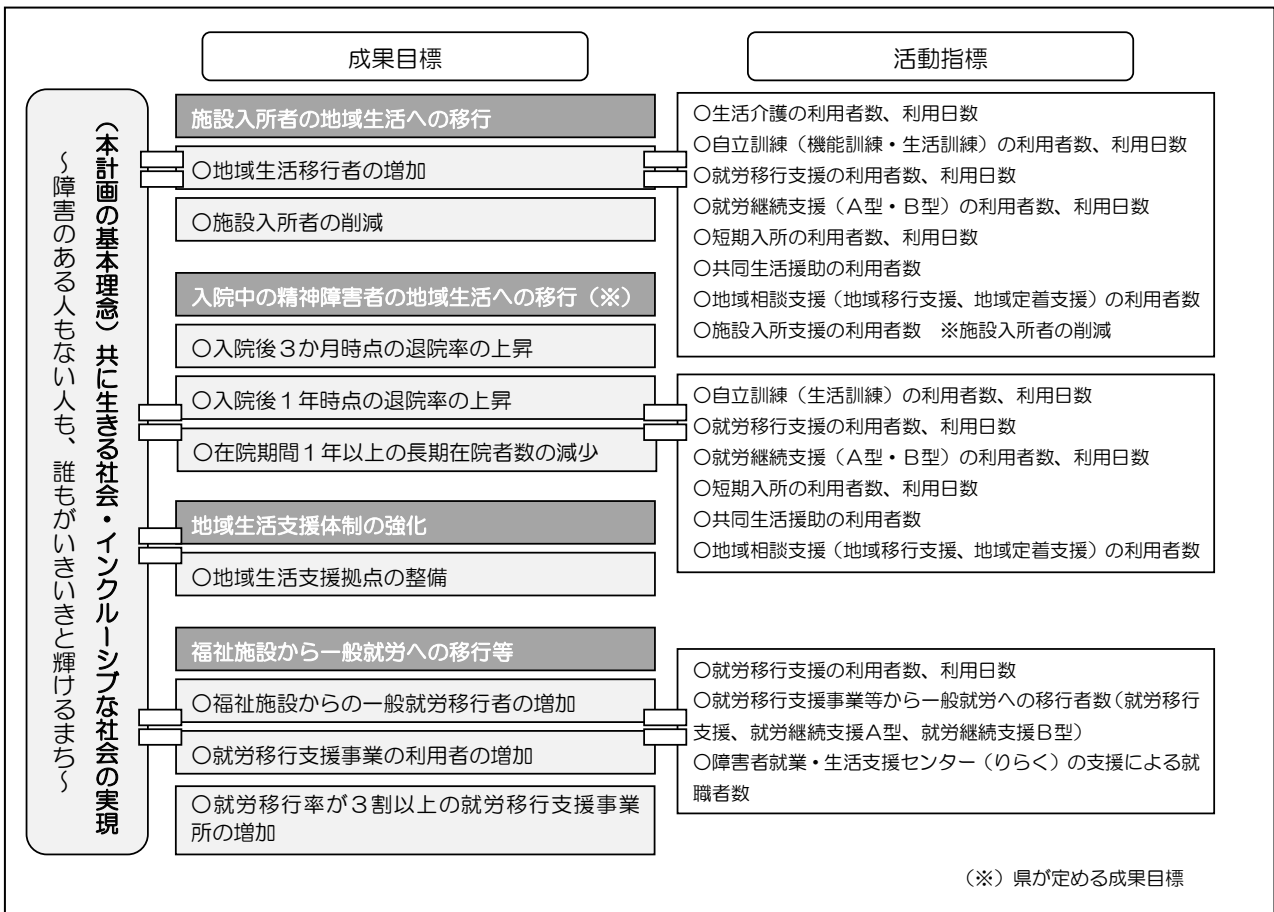 成果目標
活動指標
(本計画の基本理念) 共に生きる社会・インクルーシブな社会の実現
～障害のある人もない人も、誰もがいきいきと輝けるまち～
施設入所者の地域生活への移行
○地域生活移行者の増加
○施設入所者の削減
○生活介護の利用者数、利用日数
○自立訓練（機能訓練・生活訓練）の利用者数、利用日数
○就労移行支援の利用者数、利用日数
○就労継続支援（A型・B型）の利用者数、利用日数
○短期入所の利用者数、利用日数
○共同生活援助の利用者数
○地域相談支援（地域移行支援、地域定着支援）の利用者数
○施設入所支援の利用者数　※施設入所者の削減
入院中の精神障害者の地域生活への移行（※）
○入院後３か月時点の退院率の上昇
○入院後１年時点の退院率の上昇
○在院期間１年以上の長期在院者数の減少
○自立訓練（生活訓練）の利用者数、利用日数
○就労移行支援の利用者数、利用日数
○就労継続支援（A型・B型）の利用者数、利用日数
○短期入所の利用者数、利用日数
○共同生活援助の利用者数
○地域相談支援（地域移行支援、地域定着支援）の利用者数
地域生活支援体制の強化
○地域生活支援拠点の整備
福祉施設から一般就労への移行等
○福祉施設からの一般就労移行者の増加
○就労移行支援事業の利用者の増加
○就労移行率が３割以上の就労移行支援事業
所の増加
○就労移行支援の利用者数、利用日数
○就労移行支援事業等から一般就労への移行者数（就労移行
支援、就労継続支援A型、就労継続支援B型）
○障害者就業・生活支援センター（りらく）の支援による就
職者数
（※）県が定める成果目標